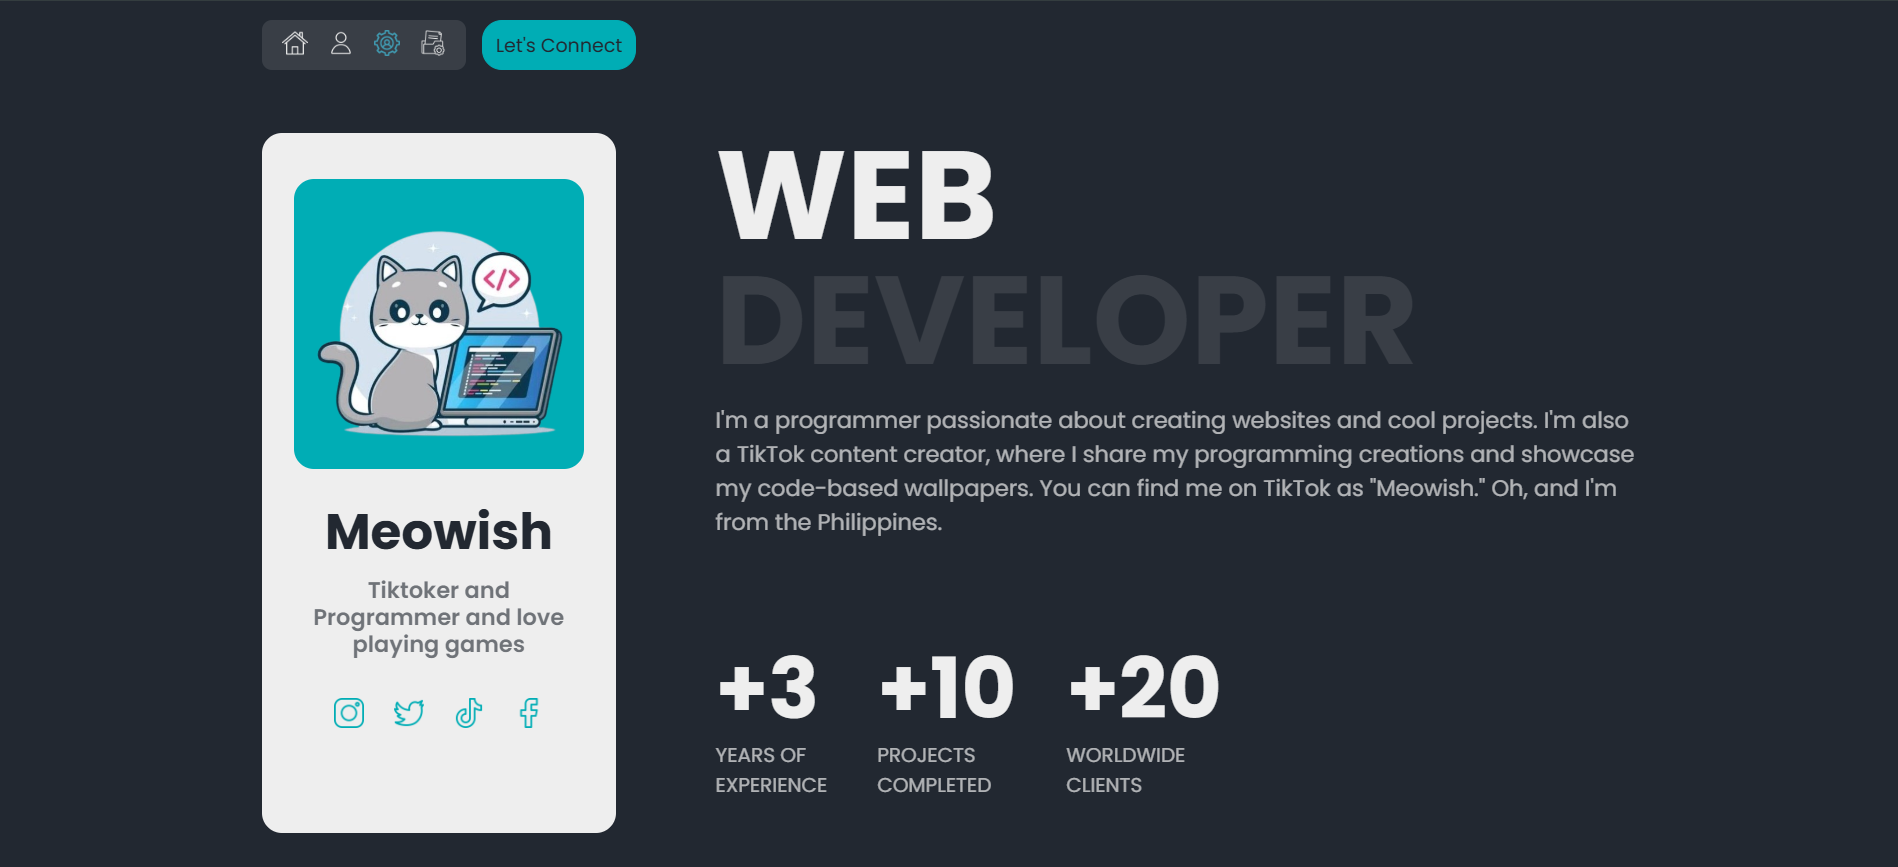 Let's Connect
</>
Meowish
Tiktoker and
Programmer and love
playing games
WEB
DEVELOPER
I'm a programmer passionate about creating websites and cool projects. I'm also
a TikTok content creator, where I share my programming creations and showcase
my code-based wallpapers. You can find me on TikTok as "Meowish." Oh, and I'm
from the Philippines.
+3
YEARS OF
EXPERIENCE
+10
PROJECTS
COMPLETED
+20
WORLDWIDE
CLIENTS